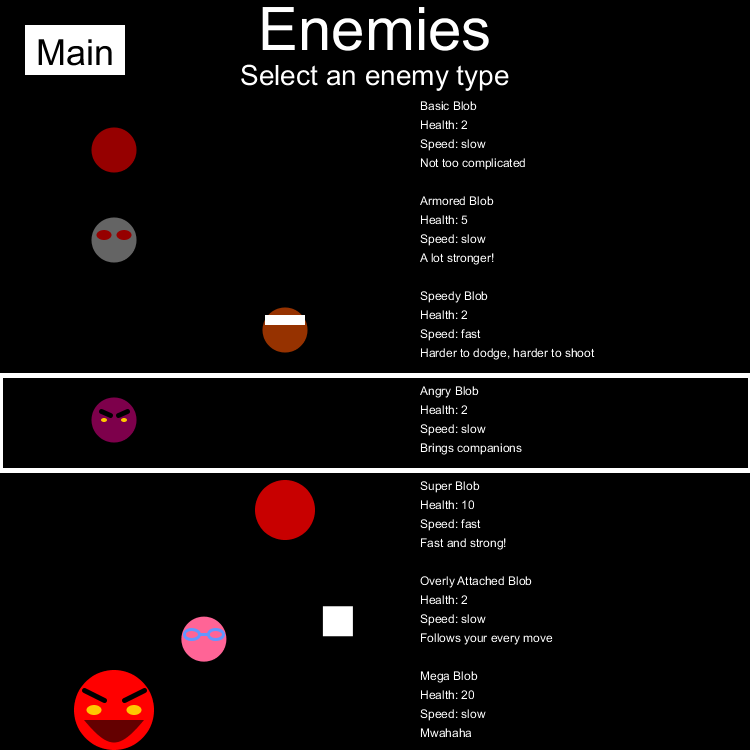 Enemies
Main
Select an enemy type
Basic Blob
Health: 2
Speed: slow
Not too complicated
Armored Blob
Health: 5
Speed: slow
A lot stronger!
Speedy Blob
Health: 2
Speed: fast
Harder to dodge, harder to shoot
Angry Blob
Health: 2
Speed: slow
Brings companions
Super Blob
Health: 10
Speed: fast
Fast and strong!
Overly Attached Blob
Health: 2
Speed: slow
Follows your every move
Mega Blob
Health: 20
Speed: slow
Mwahaha